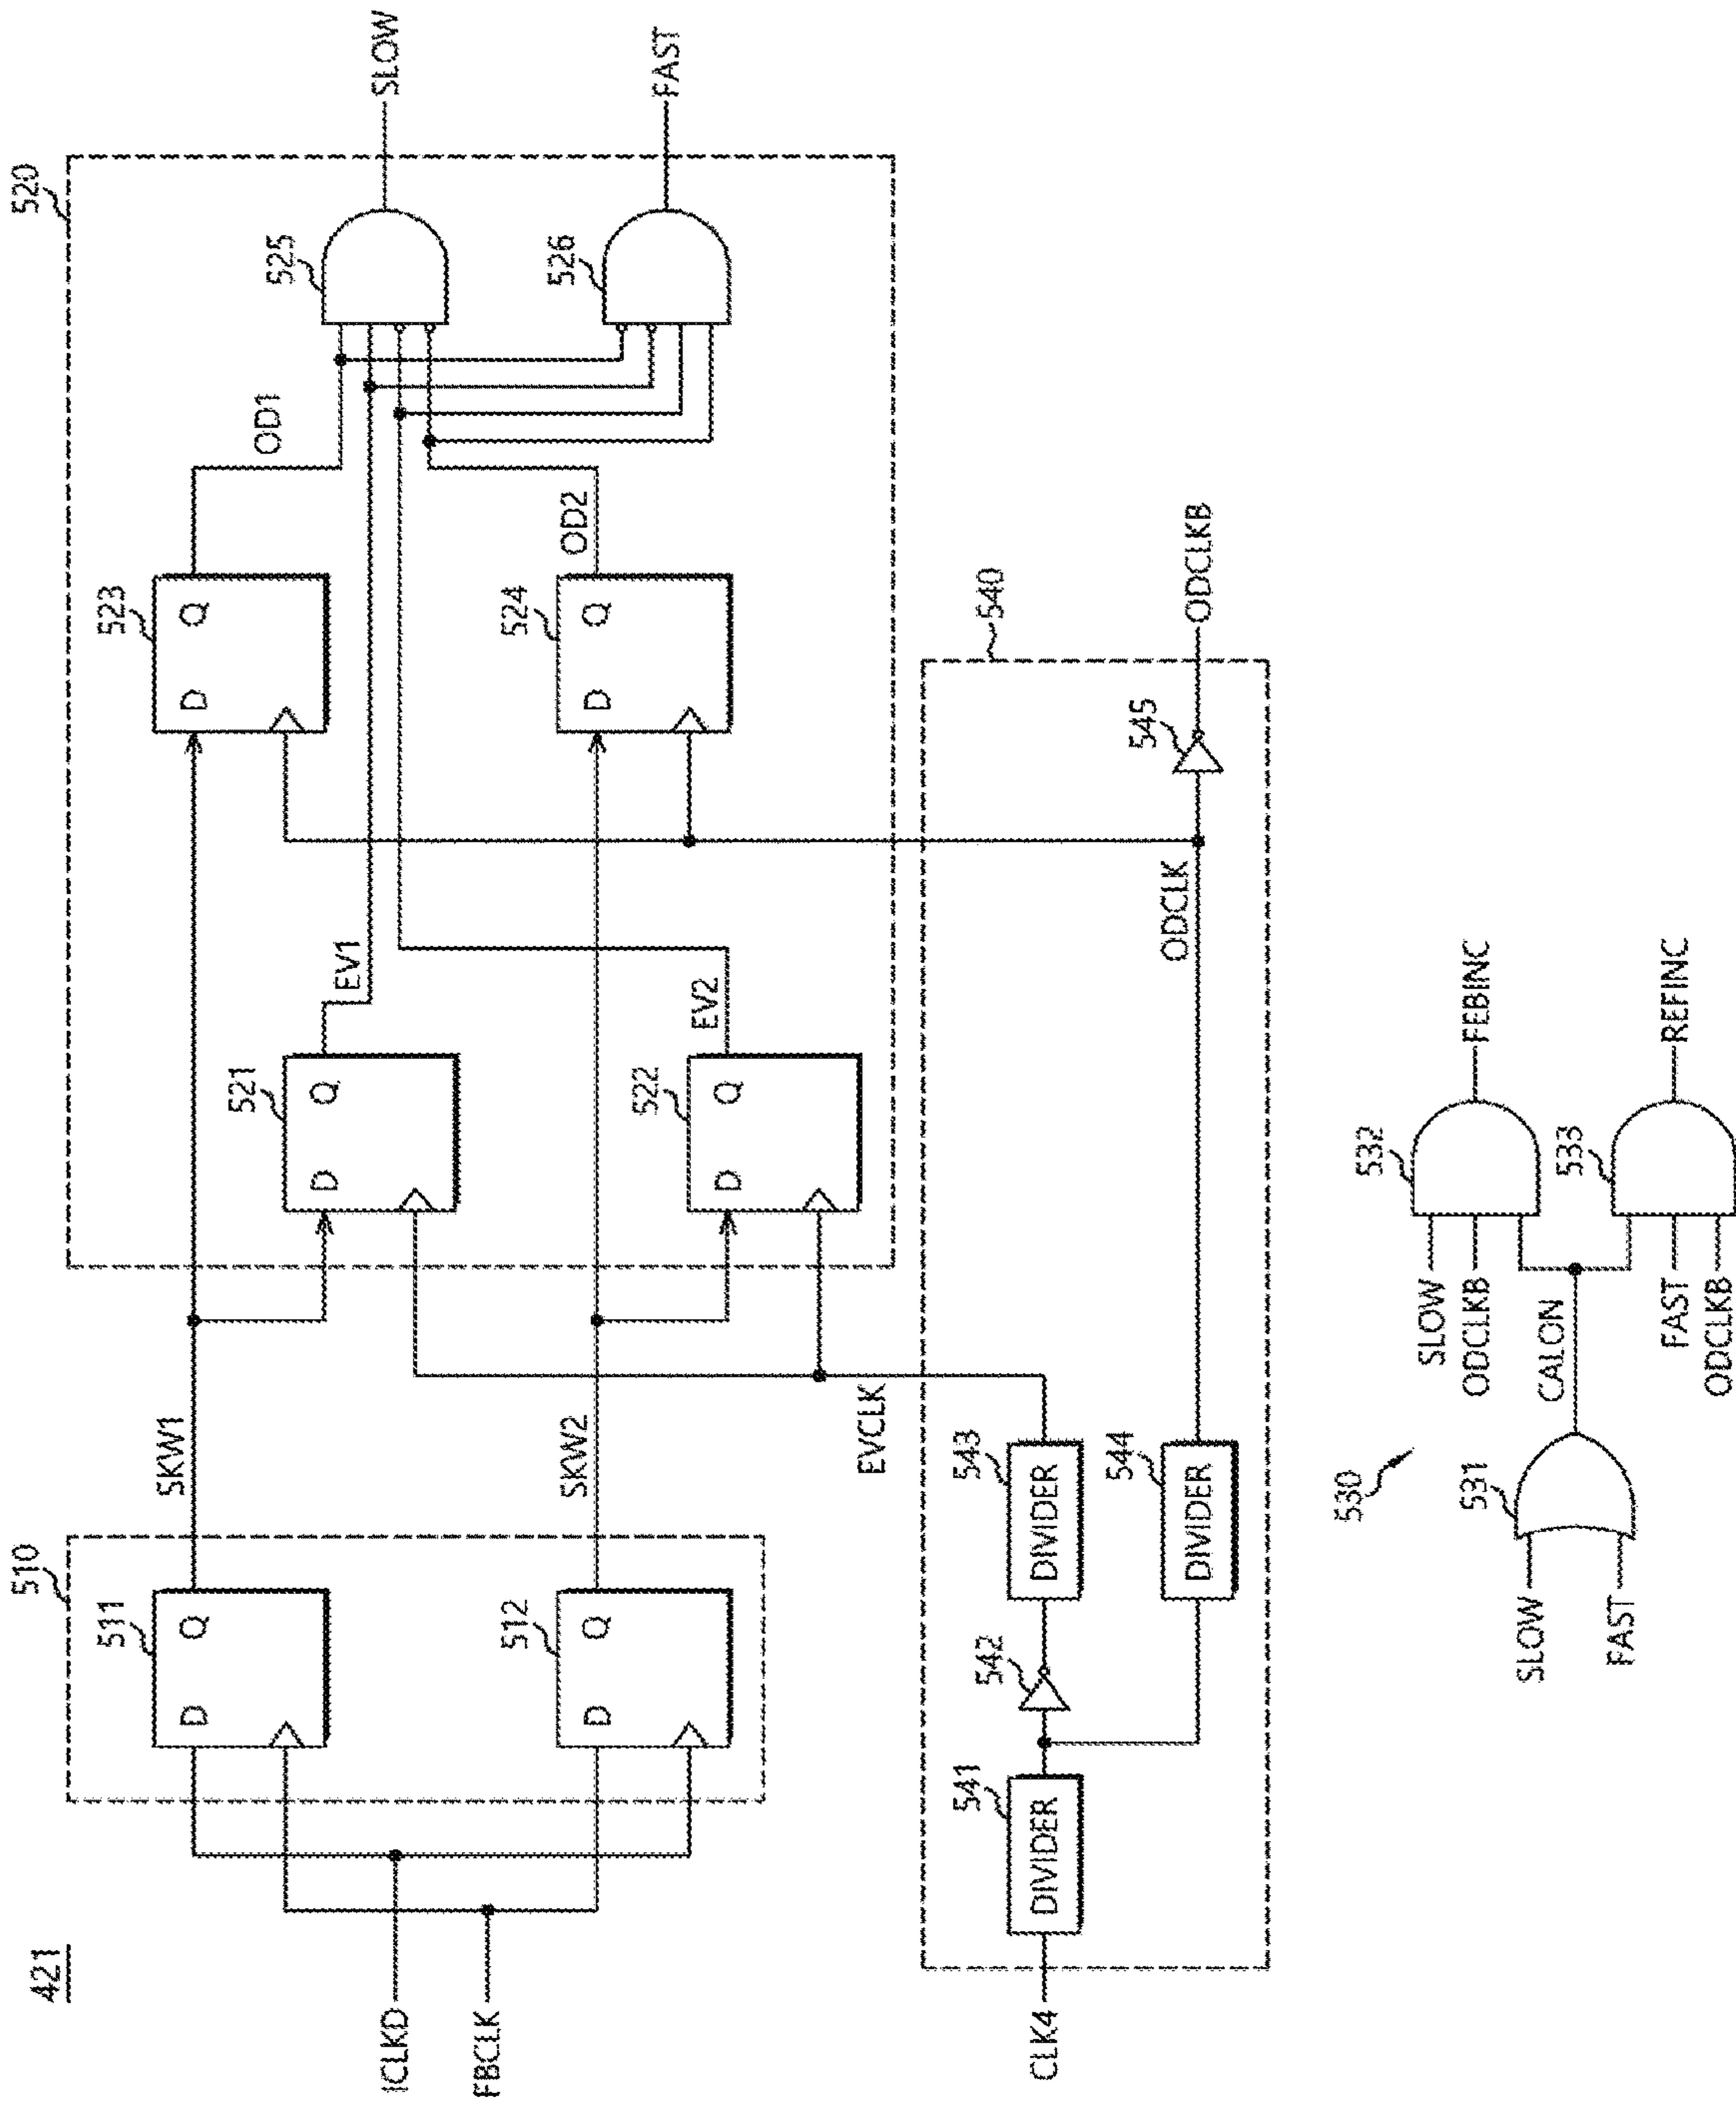 421
ICLKD
FBCLK
510
511
D
Q
512
D
Q
SKW1
SKW2
520
521
D
Q
EV1
522
D
Q
EV2
523
D
Q
OD1
524
D
Q
OD2
525
SLOW
526
FAST
EVCLK
540
CLK4
541
DIVIDER
542
543
DIVIDER
544
DIVIDER
ODCLK
545
ODCLKB
530
SLOW
FAST
531
CALON
SLOW
ODCLKB
532
FEBINC
FAST
ODCLKB
533
REFINC